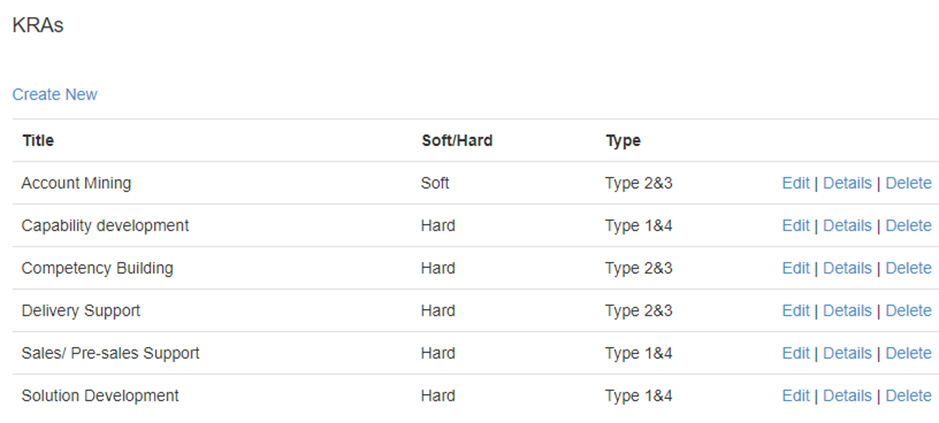 KRAs
Create New
Title Soft/Hard Type
Account Mining Soft Type 2&3 Edit | Details | Delete
Capability development Hard Type 1&4 Edit | Details | Delete
Competency Building Hard Type 2&3 Edit | Details | Delete
Delivery Support Hard Type 2&3 Edit | Details | Delete
Sales/ Pre-sales Support Hard Type 1&4 Edit | Details | Delete
Solution Development Hard Type 1&4 Edit | Details | Delete